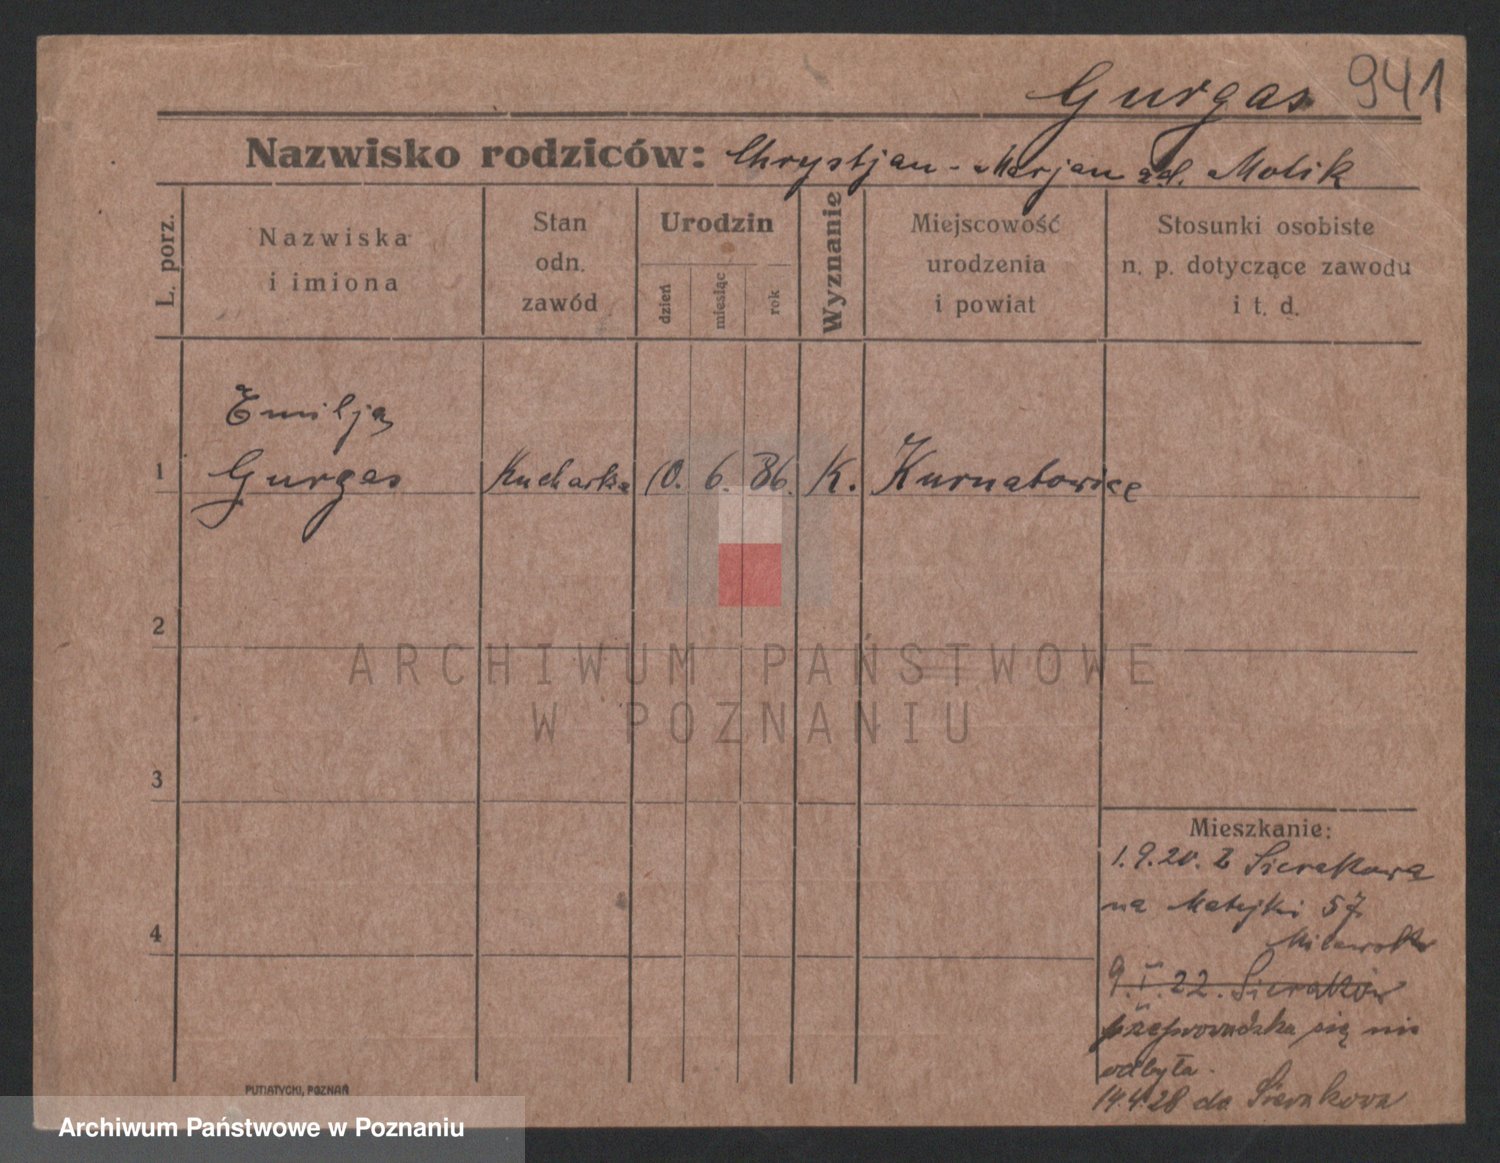 Gurgas 941
Nazwisko rodziców: Chrystjan - Marjan zd. Molik
L. porz.
Nazwiska
i imiona
Stan
odn.
zawód
Urodzin
dzień
miesiąc
rok
Wyznanie
Miejscowość
urodzenia
i powiat
Stosunki osobiste
n. p. dotyczące zawodu
i t. d.
Emilja
1 Gurgas Kucharka 10. 6. 86. K. Kurnatowice
2
ARCHIWUM PAŃSTWOWE
W POZNANIU
3
Mieszkanie:
1.9.20. z Sierakowa
na Matejki 57
4
9.I.22. Sieraków
przeprowadzka się nie
odbyła.
14.4.28 do Sierakowa
PUTIATYCKI, POZNAŃ
Archiwum Państwowe w Poznaniu